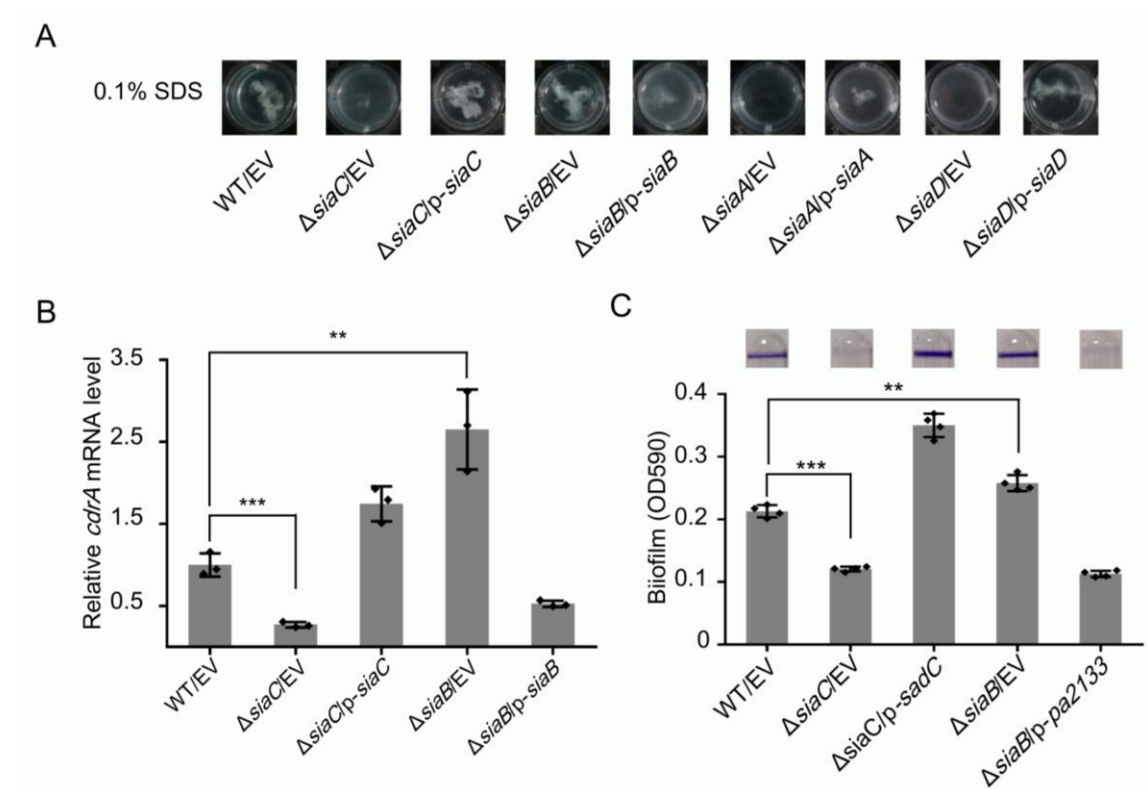 A
0.1% SDS
WT/EV
ΔsiaC/EV
ΔsiaC/p-siaC
ΔsiaB/EV
ΔsiaB/p-siaB
ΔsiaA/EV
ΔsiaA/p-siaA
ΔsiaD/EV
ΔsiaD/p-siaD
B
**
***
Relative cdrA mRNA level
3.5
2.5
1.5
0.5
WT/EV
ΔsiaC/EV
ΔsiaC/p-siaC
ΔsiaB/EV
ΔsiaB/p-siaB
C
**
***
Biiofilm (OD590)
0.4
0.3
0.2
0.1
0
WT/EV
ΔsiaC/EV
ΔsiaC/p-sadC
ΔsiaB/EV
ΔsiaB/p-pa2133